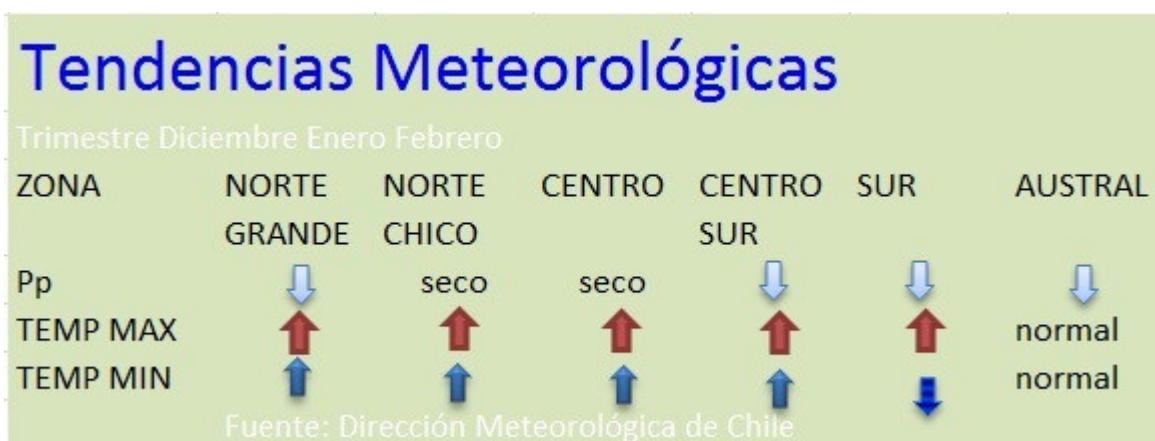 Tendencias Meteorológicas
Trimestre Diciembre Enero Febrero
ZONA NORTE GRANDE NORTE CHICO CENTRO CENTRO SUR SUR AUSTRAL
Pp seco seco
TEMP MAX normal
TEMP MIN normal
Fuente: Dirección Meteorológica de Chile